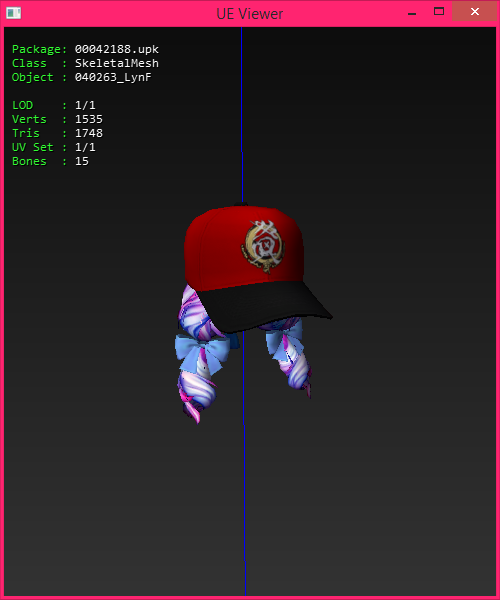 UE Viewer
Package: 00042188.upk
Class : SkeletalMesh
Object : 040263_LynF
LOD : 1/1
Verts : 1535
Tris : 1748
UV Set : 1/1
Bones : 15